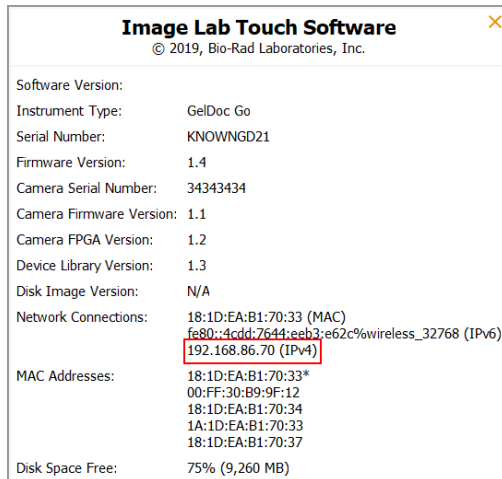 Image Lab Touch Software
© 2019, Bio-Rad Laboratories, Inc.
Software Version:
Instrument Type: GelDoc Go
Serial Number: KNOWNGD21
Firmware Version: 1.4
Camera Serial Number: 34343434
Camera Firmware Version: 1.1
Camera FPGA Version: 1.2
Device Library Version: 1.3
Disk Image Version: N/A
Network Connections: 18:1D:EA:B1:70:33 (MAC)
fe80::4cdd:7644:eeb3:e62c%wireless_32768 (IPv6)
192.168.86.70 (IPv4)
MAC Addresses: 18:1D:EA:B1:70:33*
00:FF:30:B9:9F:12
18:1D:EA:B1:70:34
1A:1D:EA:B1:70:33
18:1D:EA:B1:70:37
Disk Space Free: 75% (9,260 MB)